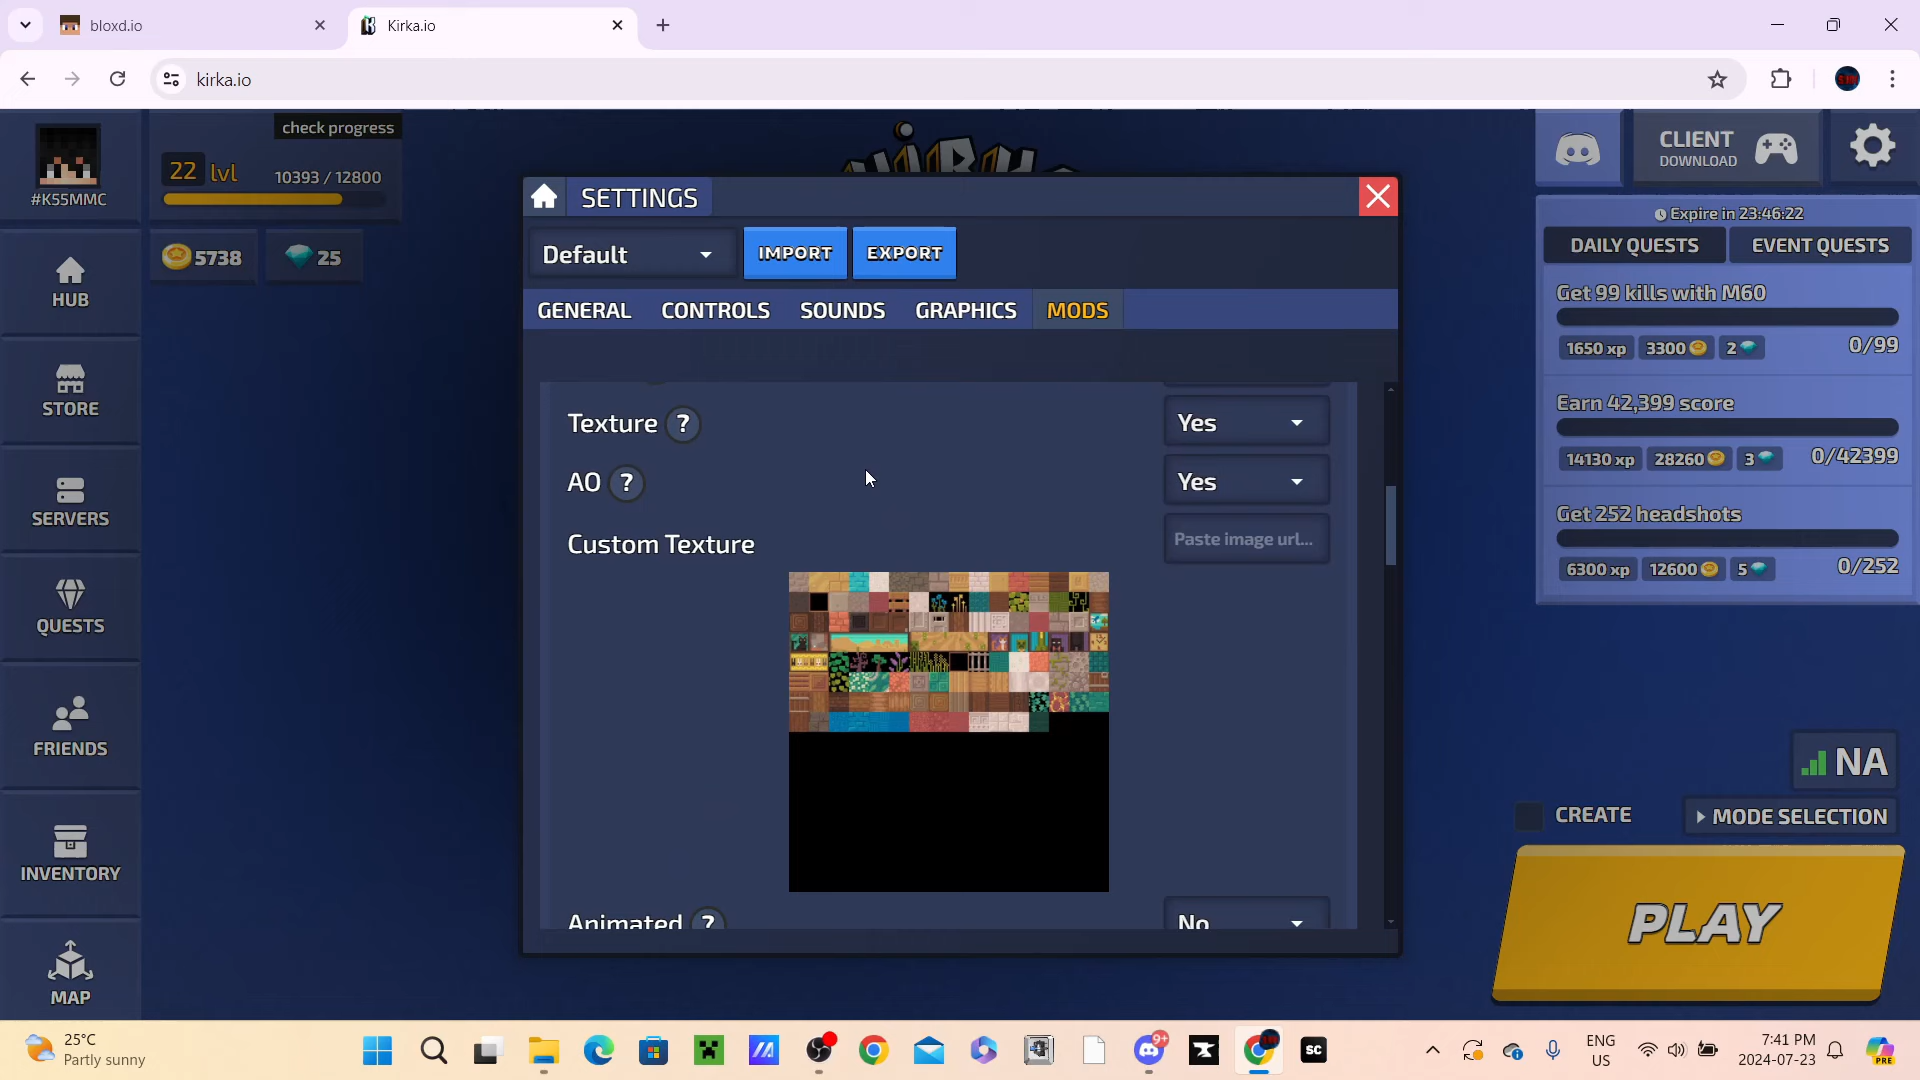 bloxd.io
Kirka.io
kirka.io
check progress
22 lvl
10393 / 12800
#K55MMC
5738
25
HUB
STORE
SERVERS
QUESTS
FRIENDS
INVENTORY
MAP
SETTINGS
Default
IMPORT
EXPORT
GENERAL
CONTROLS
SOUNDS
GRAPHICS
MODS
Texture ?
Yes
AO ?
Yes
Custom Texture
Paste image url...
Animated ?
No
CLIENT
DOWNLOAD
Expire in 23:46:22
DAILY QUESTS
EVENT QUESTS
Get 99 kills with M60
1650 xp
3300
2
0/99
Earn 42,399 score
14130 xp
28260
3
0/42399
Get 252 headshots
6300 xp
12600
5
0/252
NA
CREATE
MODE SELECTION
PLAY
25°C
Partly sunny
9+
SC
ENG
US
7:41 PM
2024-07-23
PRE